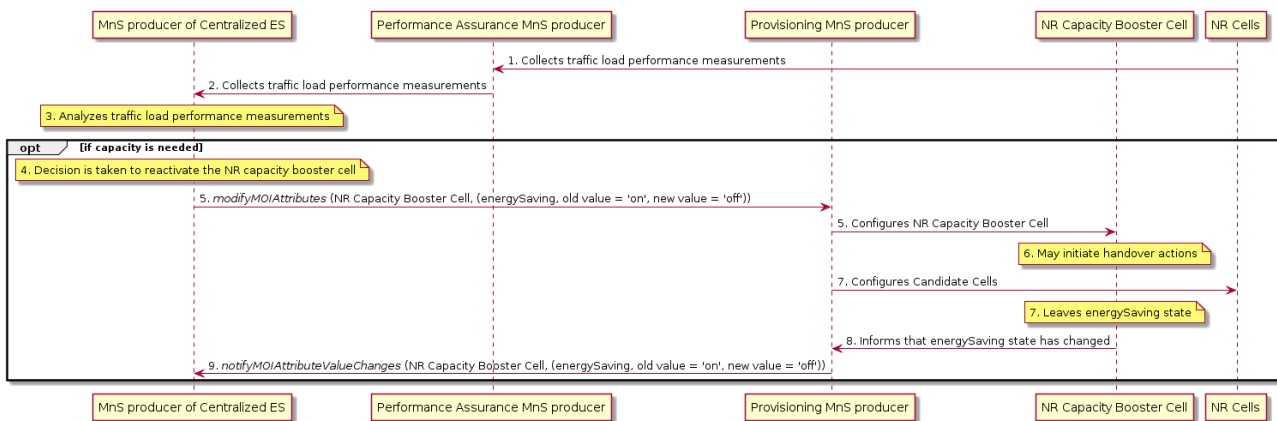 MnS producer of Centralized ES
Performance Assurance MnS producer
Provisioning MnS producer
NR Capacity Booster Cell
NR Cells
1. Collects traffic load performance measurements
2. Collects traffic load performance measurements
3. Analyzes traffic load performance measurements
opt [if capacity is needed]
4. Decision is taken to reactivate the NR capacity booster cell
5. modifyMOIAttributes (NR Capacity Booster Cell, (energySaving, old value = 'on', new value = 'off'))
5. Configures NR Capacity Booster Cell
6. May initiate handover actions
7. Configures Candidate Cells
7. Leaves energySaving state
8. Informs that energySaving state has changed
9. notifyMOIAttributeValueChanges (NR Capacity Booster Cell, (energySaving, old value = 'on', new value = 'off'))
MnS producer of Centralized ES
Performance Assurance MnS producer
Provisioning MnS producer
NR Capacity Booster Cell
NR Cells